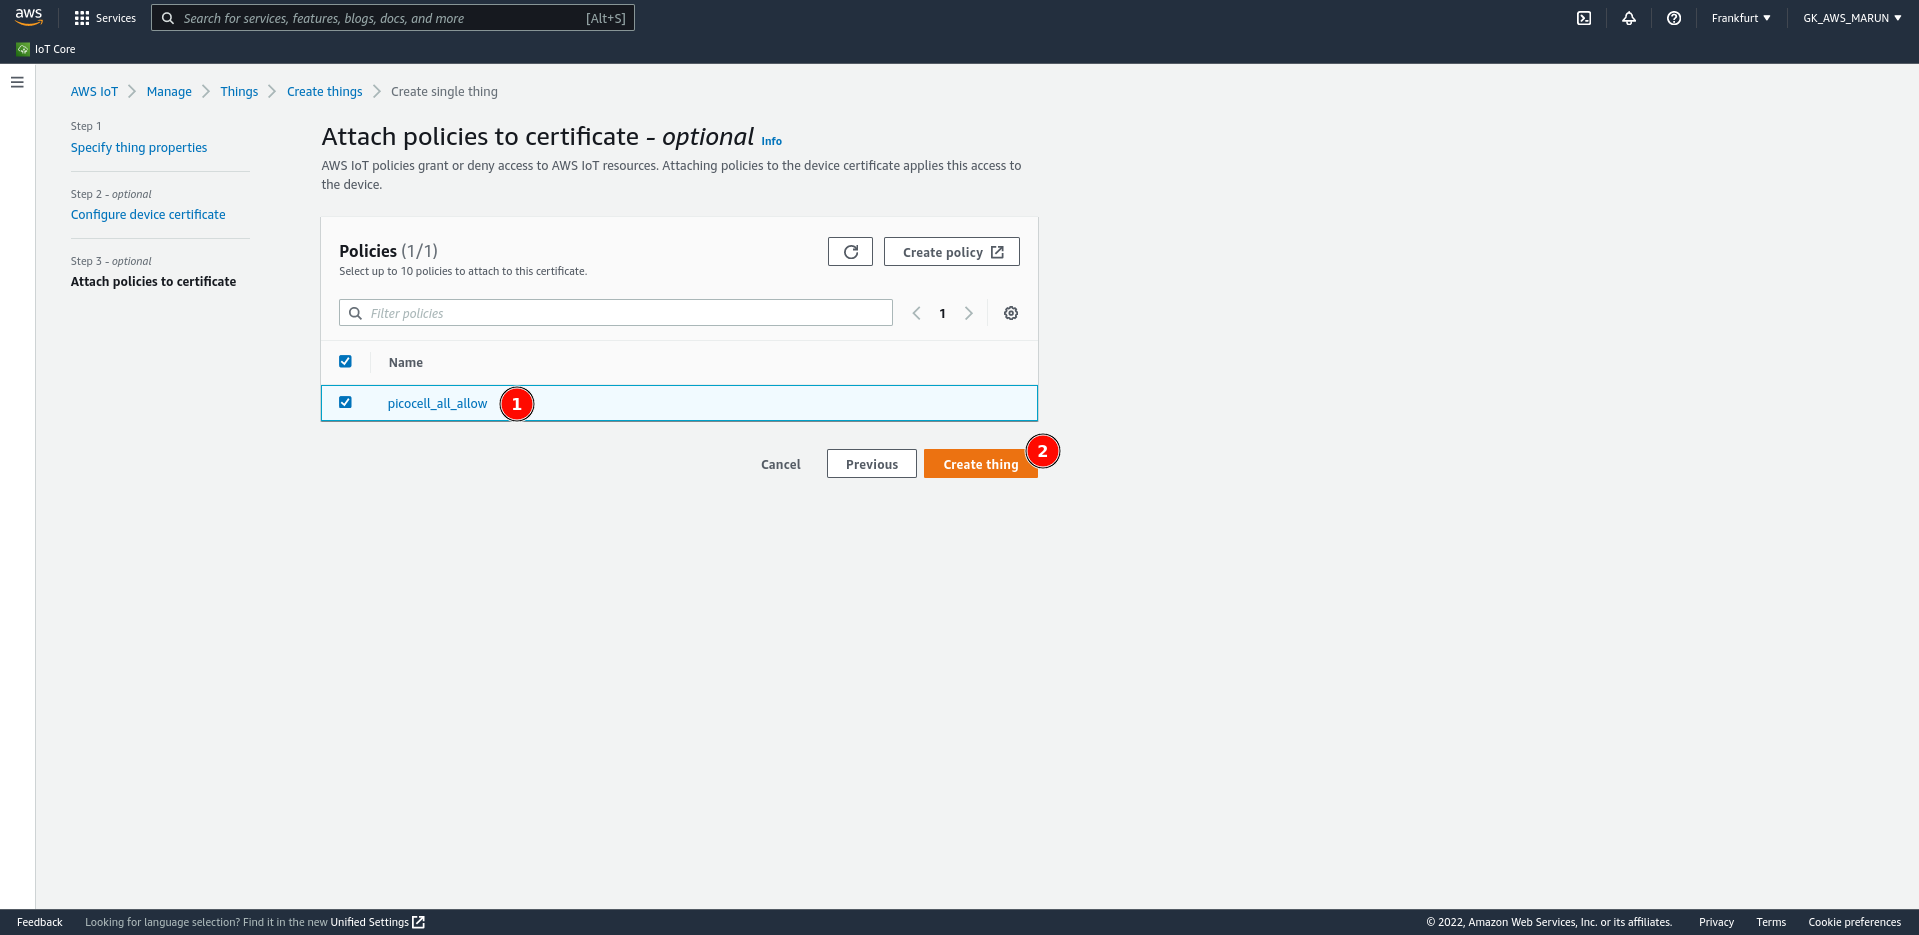 aws
Services
Search for services, features, blogs, docs, and more
[Alt+S]
Frankfurt
GK_AWS_MARUN
IoT Core
AWS IoT
Manage
Things
Create things
Create single thing
Step 1
Specify thing properties
Step 2 - optional
Configure device certificate
Step 3 - optional
Attach policies to certificate
Attach policies to certificate - optional Info
AWS IoT policies grant or deny access to AWS IoT resources. Attaching policies to the device certificate applies this access to
the device.
Policies (1/1)
Select up to 10 policies to attach to this certificate.
Create policy
Filter policies
1
Name
picocell_all_allow
1
2
Cancel
Previous
Create thing
Feedback
Looking for language selection? Find it in the new Unified Settings
© 2022, Amazon Web Services, Inc. or its affiliates.
Privacy
Terms
Cookie preferences